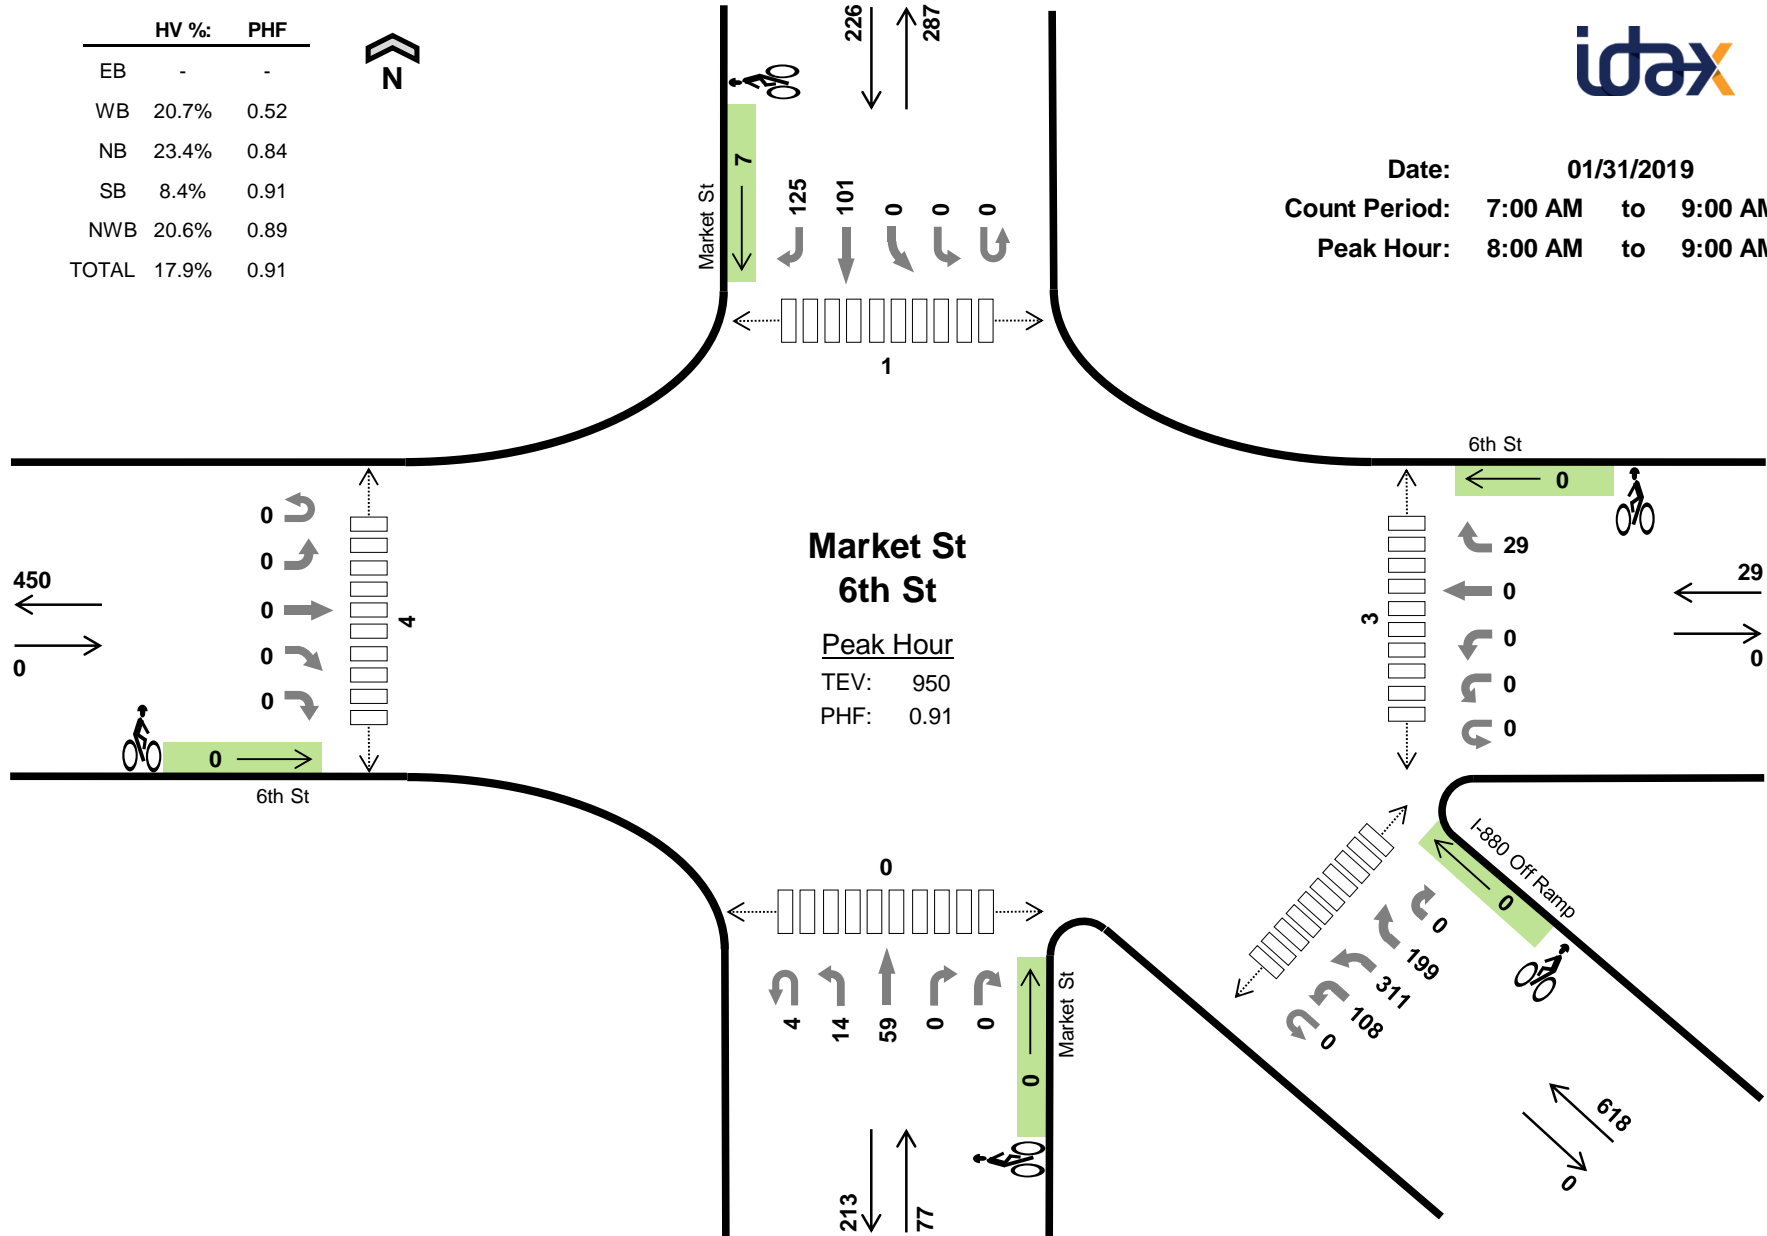 HV %: PHF
EB - -
WB 20.7% 0.52
NB 23.4% 0.84
SB 8.4% 0.91
NWB 20.6% 0.89
TOTAL 17.9% 0.91
N
idax
Date: 01/31/2019
Count Period: 7:00 AM to 9:00 AM
Peak Hour: 8:00 AM to 9:00 AM
226
287
Market St
7
125
101
0
0
0
1
6th St
0
29
0
0
0
0
3
29
0
450
0
0
0
0
0
0
4
0
6th St
Market St
6th St
Peak Hour
TEV: 950
PHF: 0.91
0
4
14
59
0
0
0
Market St
213
77
I-880 Off Ramp
0
0
199
311
108
0
618
0